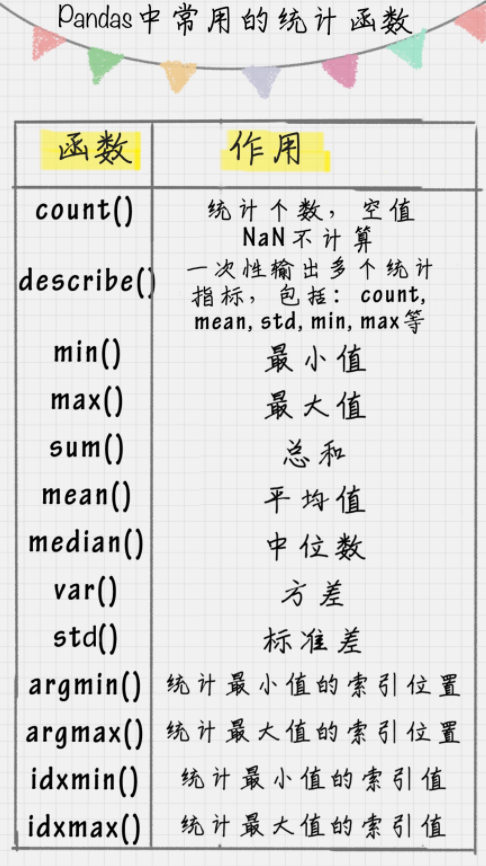 Pandas中常用的统计函数
函数 作用
count() 统计个数，空值
NaN不计算
describe() 一次性输出多个统计
指标，包括：count,
mean, std, min, max等
min() 最小值
max() 最大值
sum() 总和
mean() 平均值
median() 中位数
var() 方差
std() 标准差
argmin() 统计最小值的索引位置
argmax() 统计最大值的索引位置
idxmin() 统计最小值的索引值
idxmax() 统计最大值的索引值